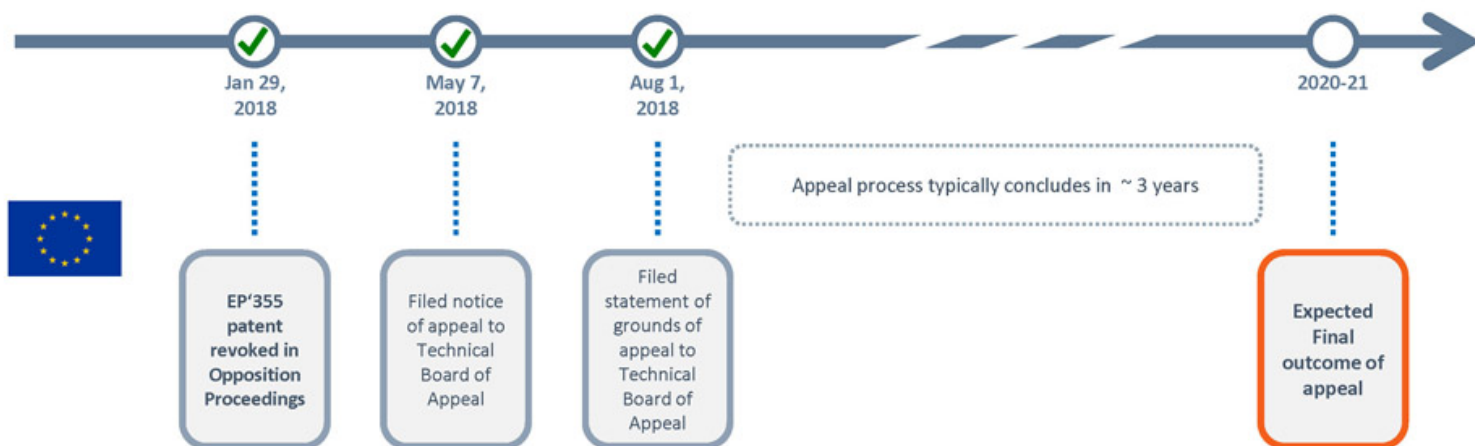 Jan 29,
2018
May 7,
2018
Aug 1,
2018
2020-21
Appeal process typically concludes in ~ 3 years
EP‘355
patent
revoked in
Opposition
Proceedings
Filed notice
of appeal to
Technical
Board of
Appeal
Filed
statement of
grounds of
appeal to
Technical
Board of
Appeal
Expected
Final
outcome of
appeal